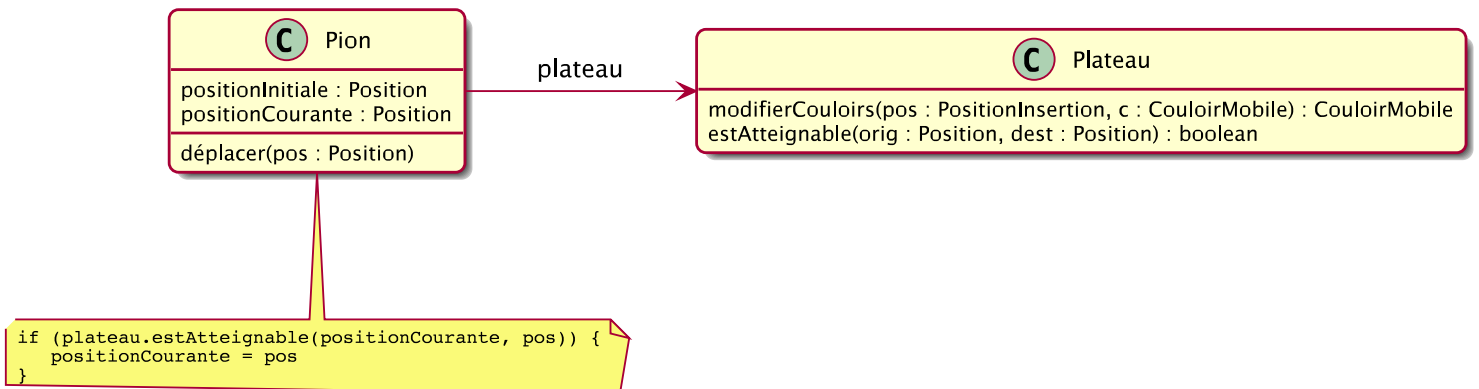 C Pion
positionInitiale : Position
positionCourante : Position
déplacer(pos : Position)
plateau
C Plateau
modifierCouloirs(pos : PositionInsertion, c : CouloirMobile) : CouloirMobile
estAtteignable(orig : Position, dest : Position) : boolean
if (plateau.estAtteignable(positionCourante, pos)) {
positionCourante = pos
}